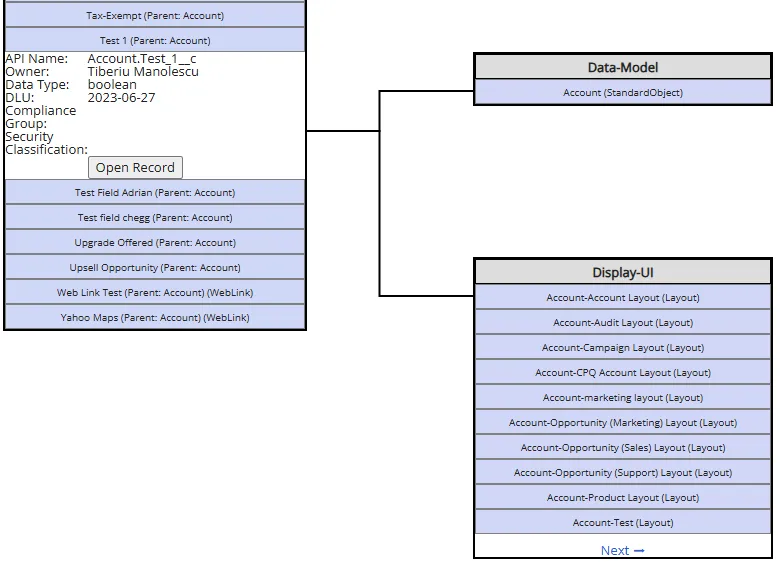 Tax-Exempt (Parent: Account)
Test 1 (Parent: Account)
API Name: Account.Test_1__c
Owner: Tiberiu Manolescu
Data Type: boolean
DLU: 2023-06-27
Compliance
Group:
Security
Classification:
Open Record
Test Field Adrian (Parent: Account)
Test field chegg (Parent: Account)
Upgrade Offered (Parent: Account)
Upsell Opportunity (Parent: Account)
Web Link Test (Parent: Account) (WebLink)
Yahoo Maps (Parent: Account) (WebLink)
Data-Model
Account (StandardObject)
Display-UI
Account-Account Layout (Layout)
Account-Audit Layout (Layout)
Account-Campaign Layout (Layout)
Account-CPQ Account Layout (Layout)
Account-marketing layout (Layout)
Account-Opportunity (Marketing) Layout (Layout)
Account-Opportunity (Sales) Layout (Layout)
Account-Opportunity (Support) Layout (Layout)
Account-Product Layout (Layout)
Account-Test (Layout)
Next →